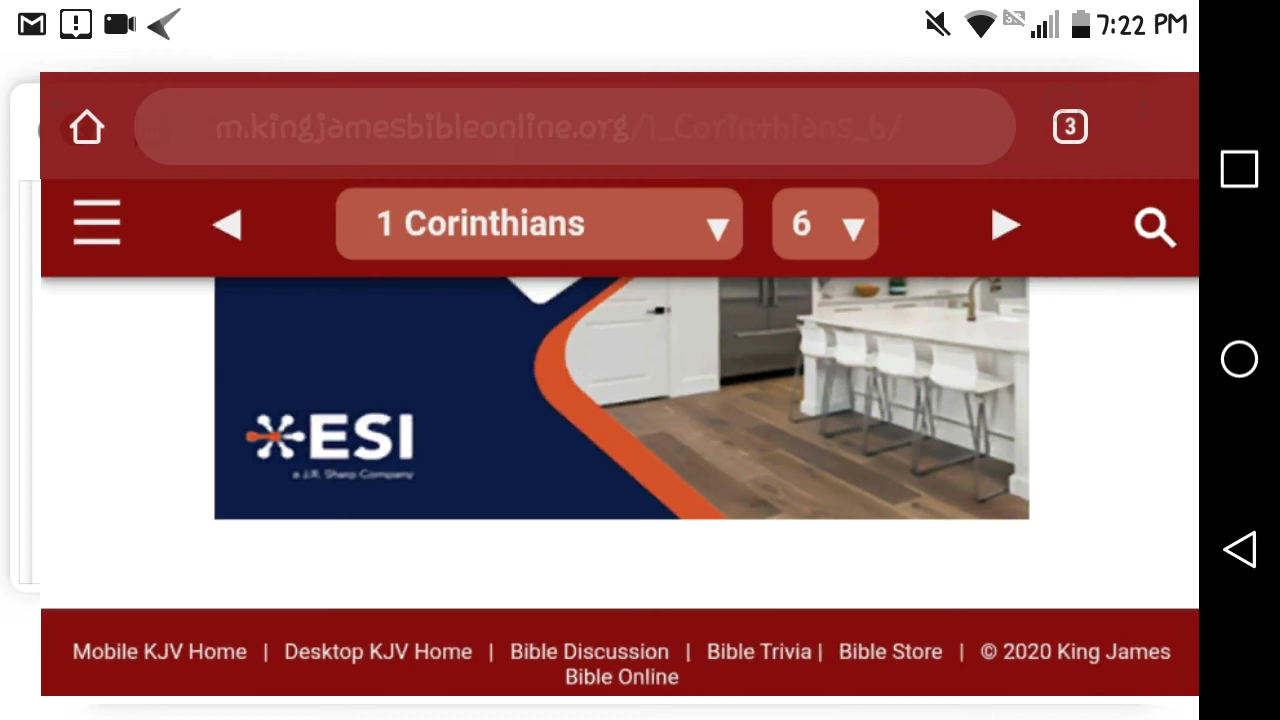 7:22 PM
m.kingjamesbibleonline.org/1_Corinthians_6/
3
1 Corinthians
6
ESI
a J.R. Sharp Company
Mobile KJV Home | Desktop KJV Home | Bible Discussion | Bible Trivia | Bible Store | © 2020 King James
Bible Online